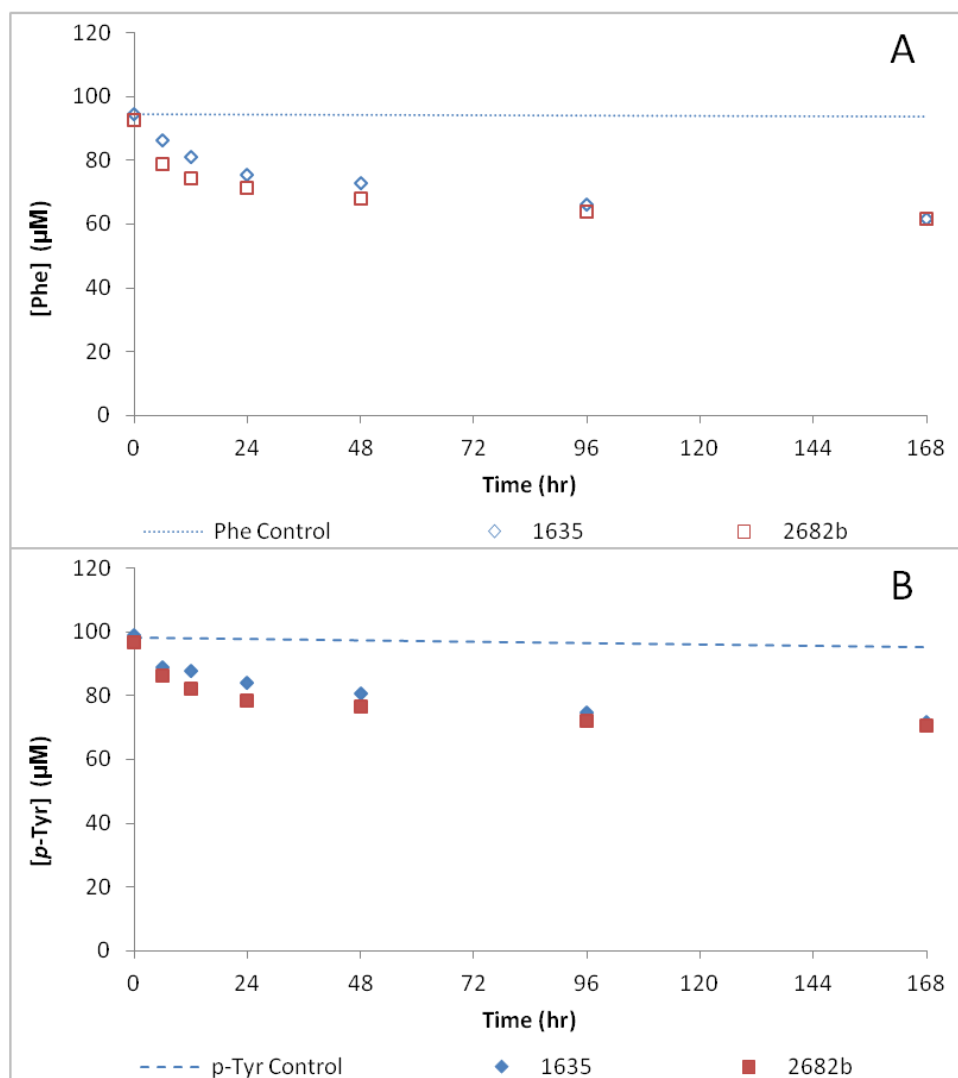 A
120
100
80
60
40
20
0
[Phe] (µM)
0 24 48 72 96 120 144 168
Time (hr)
Phe Control 1635 2682b
B
120
100
80
60
40
20
0
[p-Tyr] (µM)
0 24 48 72 96 120 144 168
Time (hr)
p-Tyr Control 1635 2682b